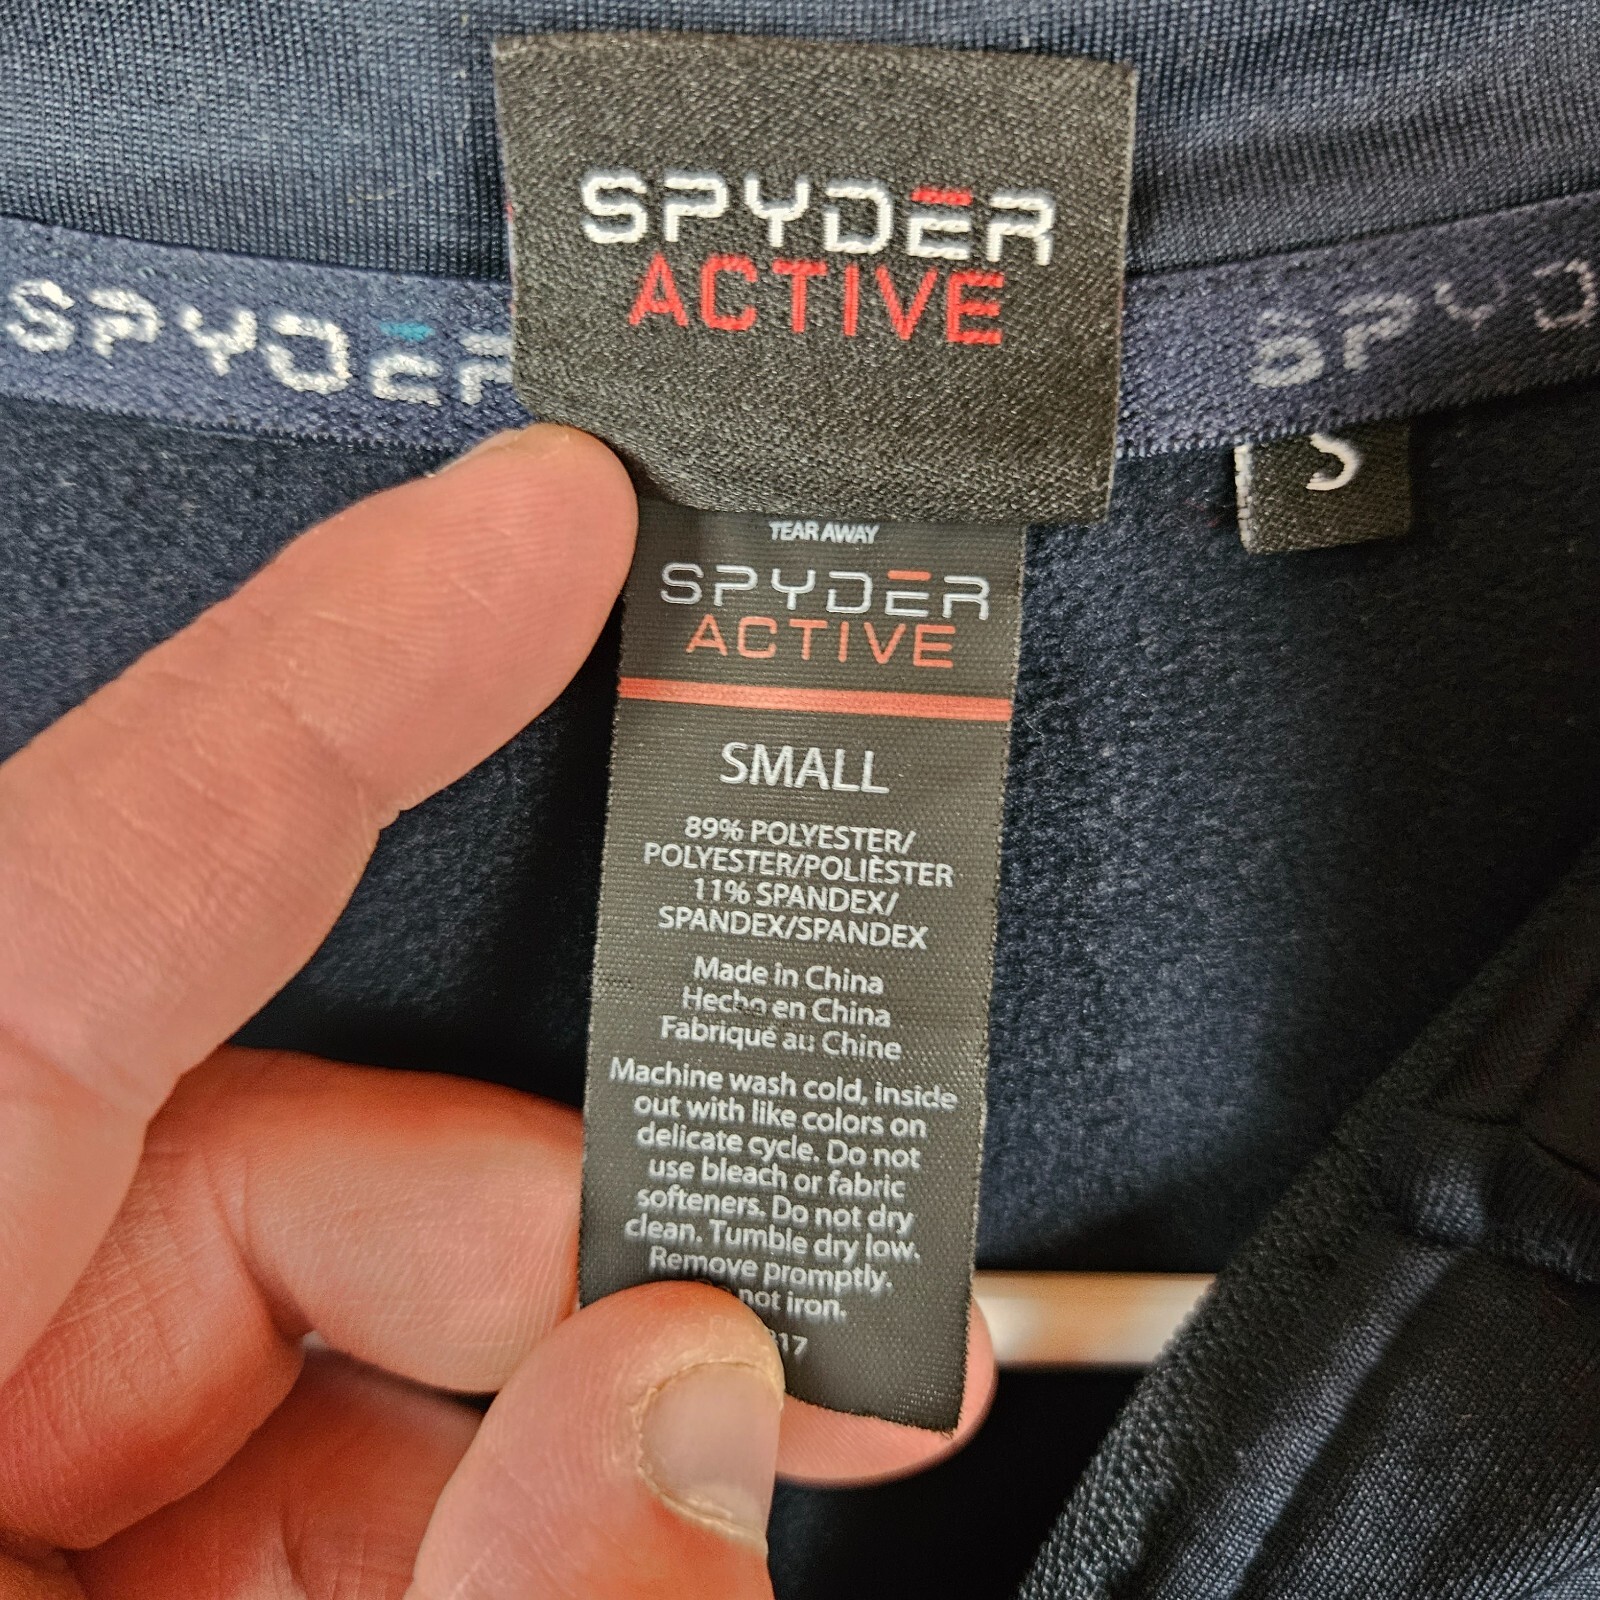 SPYDER
ACTIVE
SPYDER
SPYD
S
TEAR AWAY
SPYDER
ACTIVE
SMALL
89% POLYESTER/
POLYESTER/POLIÈSTER
11% SPANDEX/
SPANDEX/SPANDEX
Made in China
Hecho en China
Fabriqué au Chine
Machine wash cold, inside
out with like colors on
delicate cycle. Do not
use bleach or fabric
softeners. Do not dry
clean. Tumble dry low.
Remove promptly.
not iron.